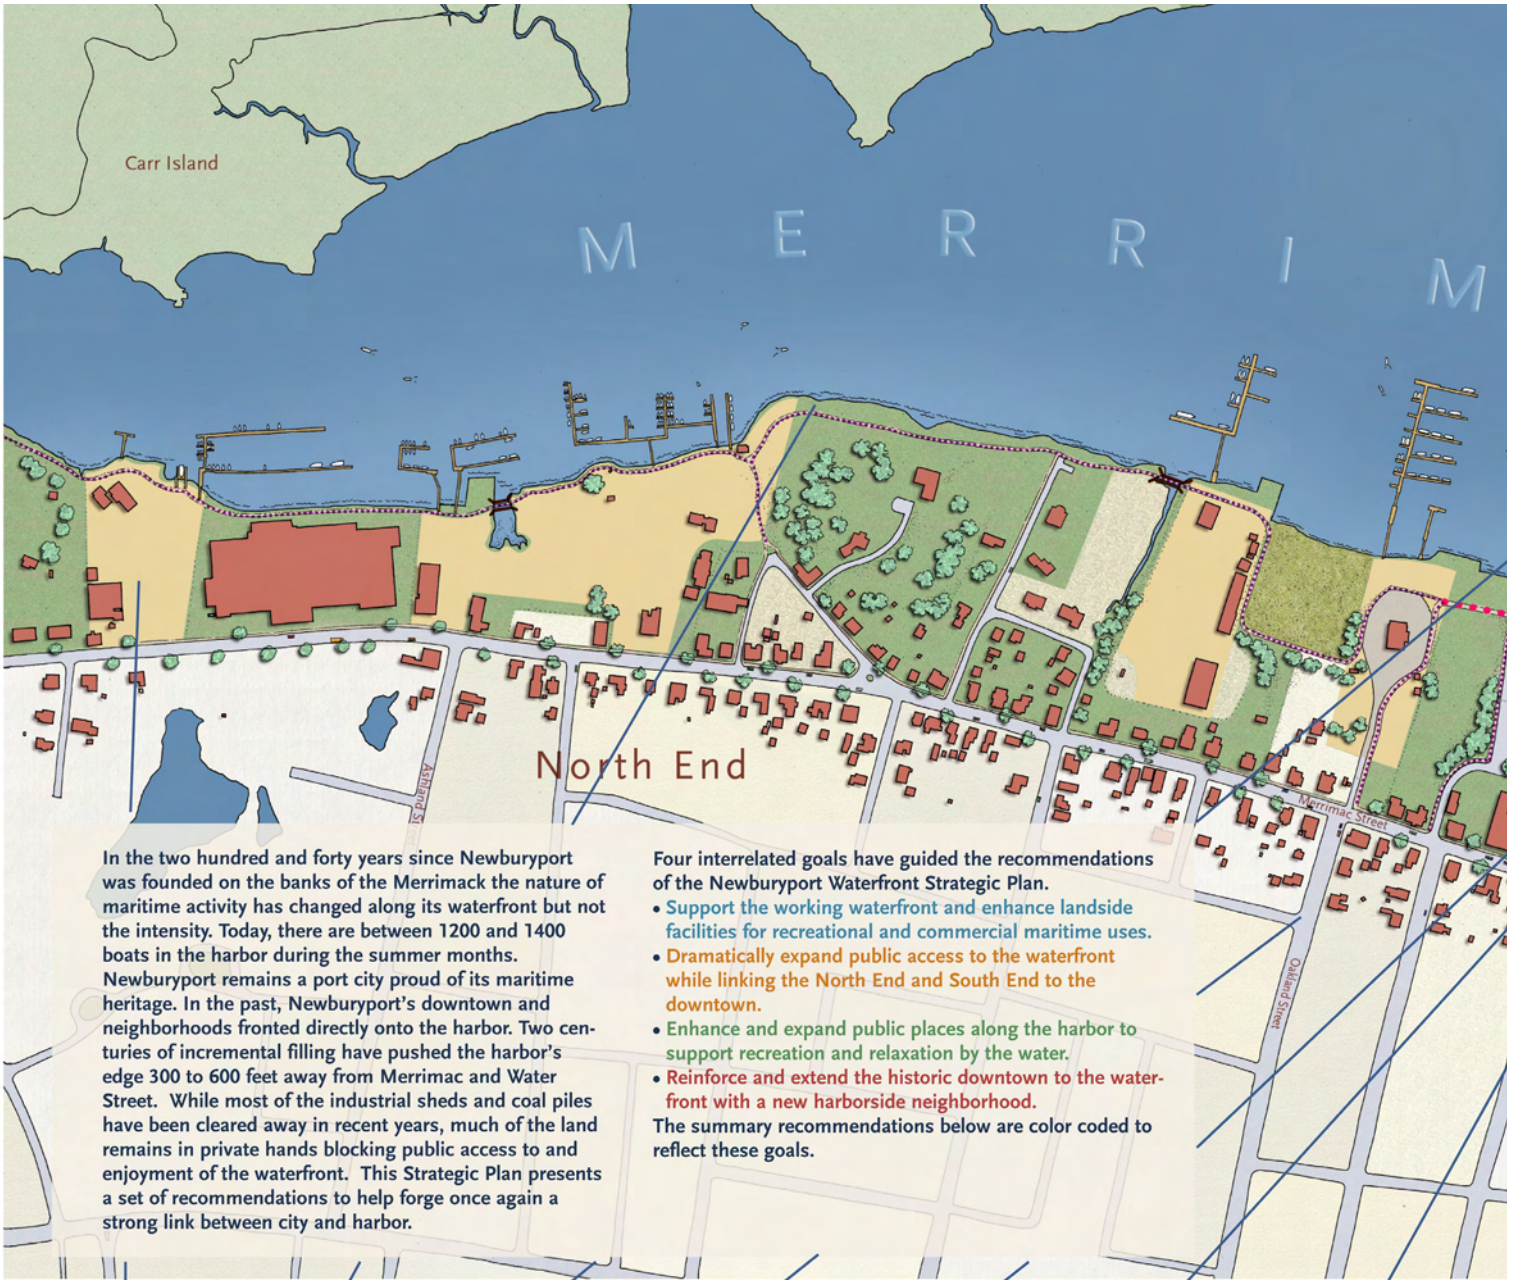 Carr Island
M E R R I M
North End
Ashland Street
Merrimac Street
Oakland Street
In the two hundred and forty years since Newburyport
was founded on the banks of the Merrimack the nature of
maritime activity has changed along its waterfront but not
the intensity. Today, there are between 1200 and 1400
boats in the harbor during the summer months.
Newburyport remains a port city proud of its maritime
heritage. In the past, Newburyport's downtown and
neighborhoods fronted directly onto the harbor. Two cen-
turies of incremental filling have pushed the harbor's
edge 300 to 600 feet away from Merrimac and Water
Street. While most of the industrial sheds and coal piles
have been cleared away in recent years, much of the land
remains in private hands blocking public access to and
enjoyment of the waterfront. This Strategic Plan presents
a set of recommendations to help forge once again a
strong link between city and harbor.
Four interrelated goals have guided the recommendations
of the Newburyport Waterfront Strategic Plan.
• Support the working waterfront and enhance landside
facilities for recreational and commercial maritime uses.
• Dramatically expand public access to the waterfront
while linking the North End and South End to the
downtown.
• Enhance and expand public places along the harbor to
support recreation and relaxation by the water.
• Reinforce and extend the historic downtown to the water-
front with a new harborside neighborhood.
The summary recommendations below are color coded to
reflect these goals.